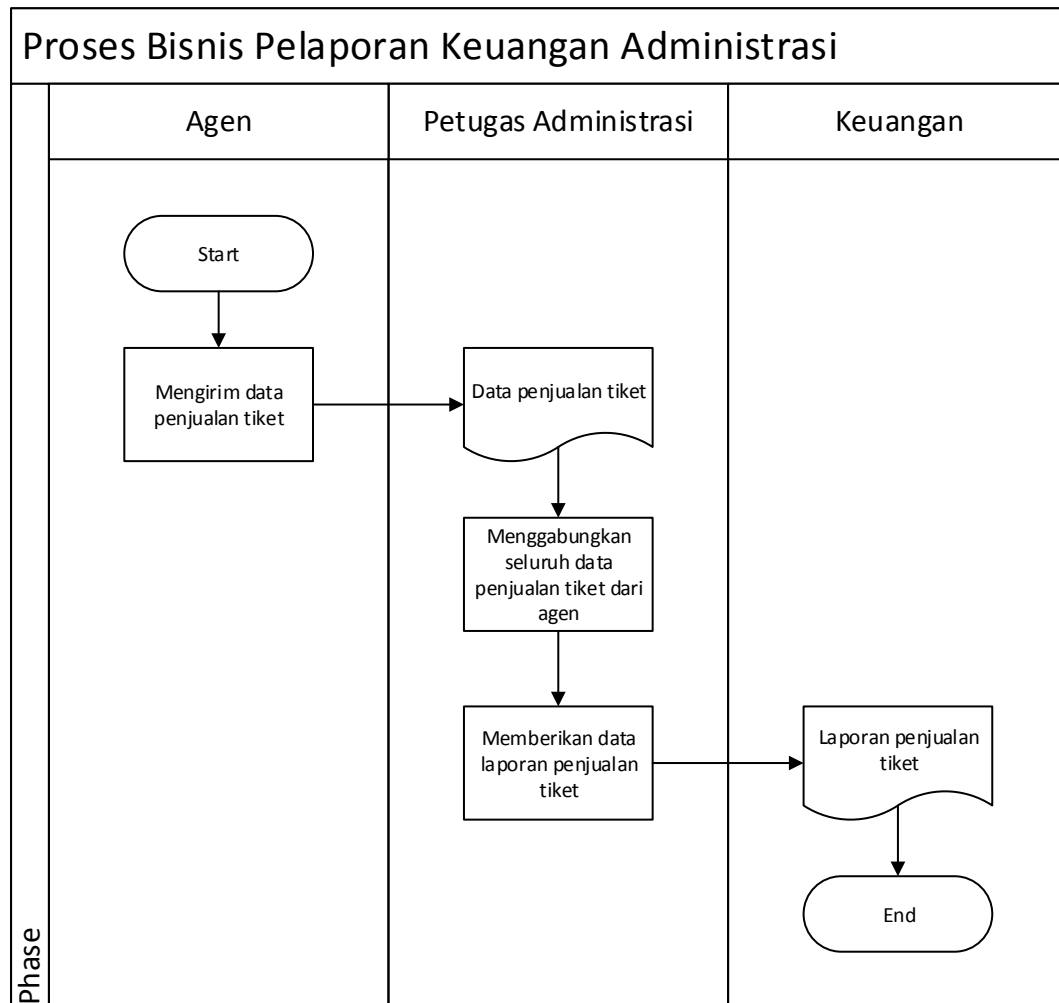 Proses Bisnis Pelaporan Keuangan Administrasi
Agen
Petugas Administrasi
Keuangan
Start
Mengirim data
penjualan tiket
Data penjualan tiket
Menggabungkan
seluruh data
penjualan tiket dari
agen
Memberikan data
laporan penjualan
tiket
Laporan penjualan
tiket
End
Phase